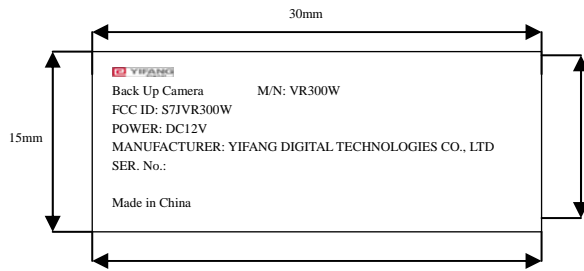 30mm
YIFANG
Back Up Camera M/N: VR300W
FCC ID: S7JVR300W
POWER: DC12V
15mm
MANUFACTURER: YIFANG DIGITAL TECHNOLOGIES CO., LTD
SER. No.:
Made in China